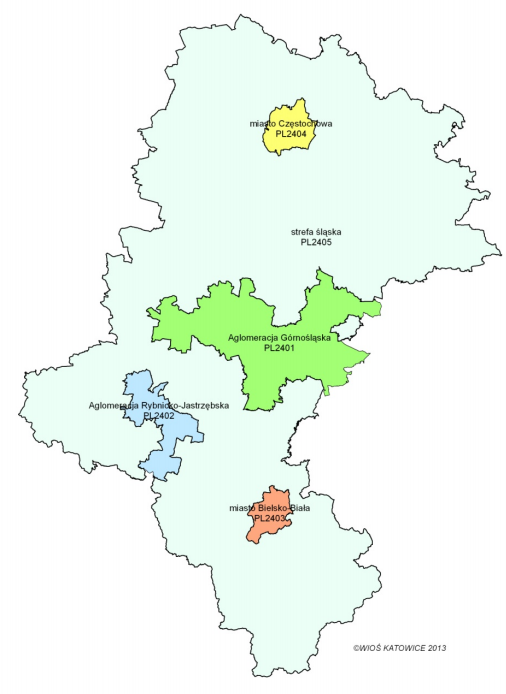 miasto Częstochowa
PL2404
strefa śląska
PL2405
Aglomeracja Górnośląska
PL2401
Aglomeracja Rybnicko-Jastrzębska
PL2402
miasto Bielsko-Biała
PL2403
©WIOŚ KATOWICE 2013